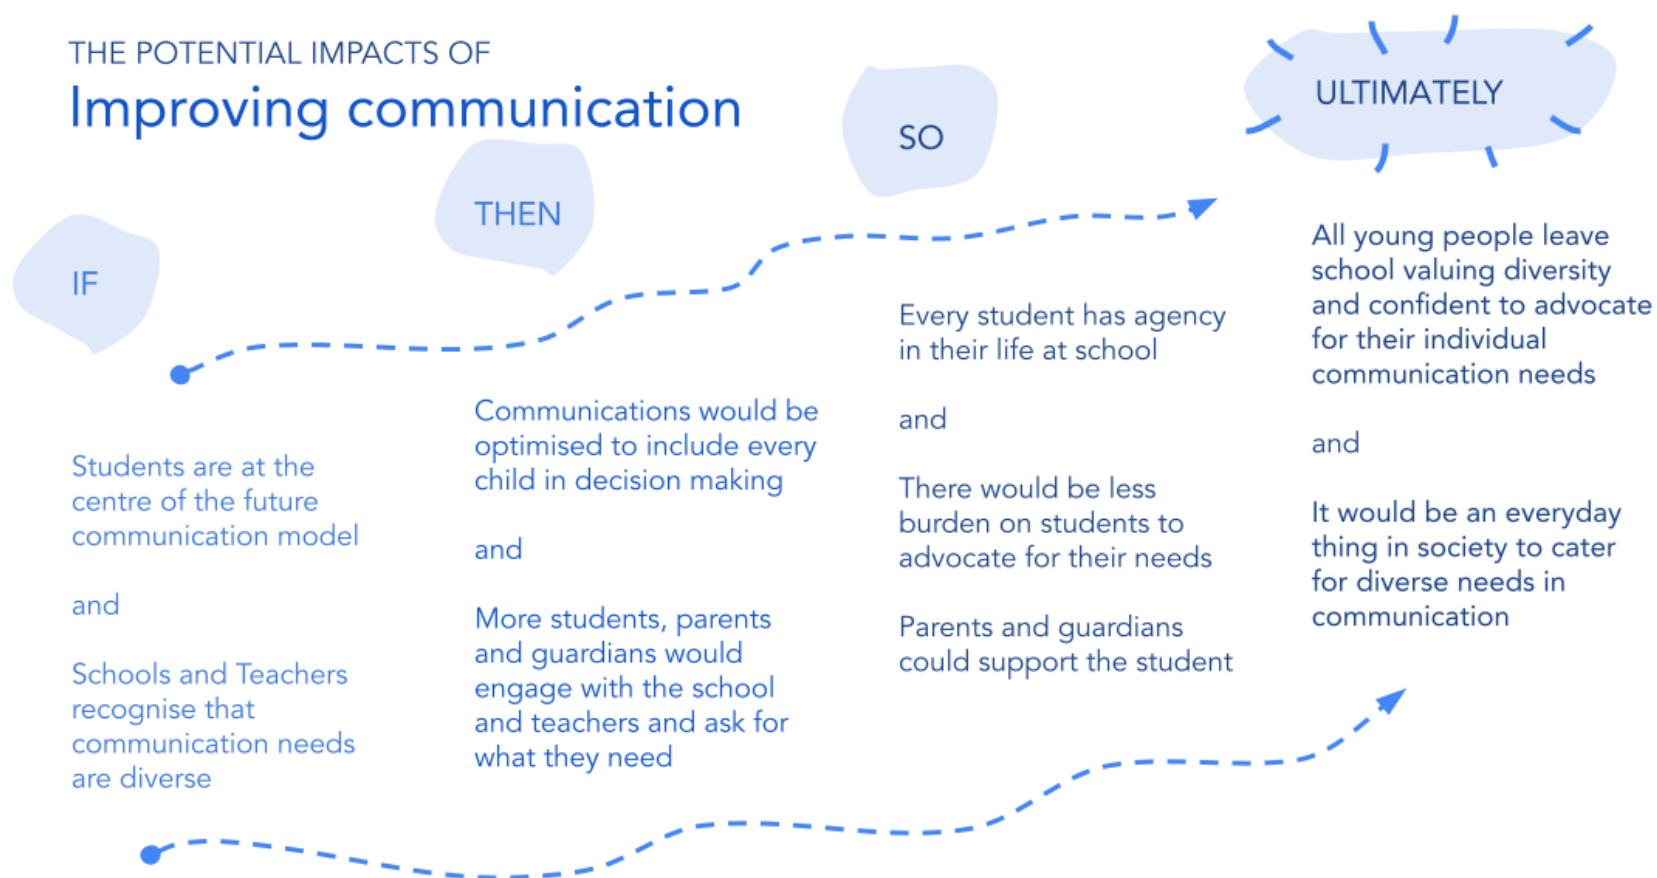 THE POTENTIAL IMPACTS OF
Improving communication
IF
Students are at the
centre of the future
communication model
and
Schools and Teachers
recognise that
communication needs
are diverse
THEN
Communications would be
optimised to include every
child in decision making
and
More students, parents
and guardians would
engage with the school
and teachers and ask for
what they need
SO
Every student has agency
in their life at school
and
There would be less
burden on students to
advocate for their needs
Parents and guardians
could support the student
ULTIMATELY
All young people leave
school valuing diversity
and confident to advocate
for their individual
communication needs
and
It would be an everyday
thing in society to cater
for diverse needs in
communication